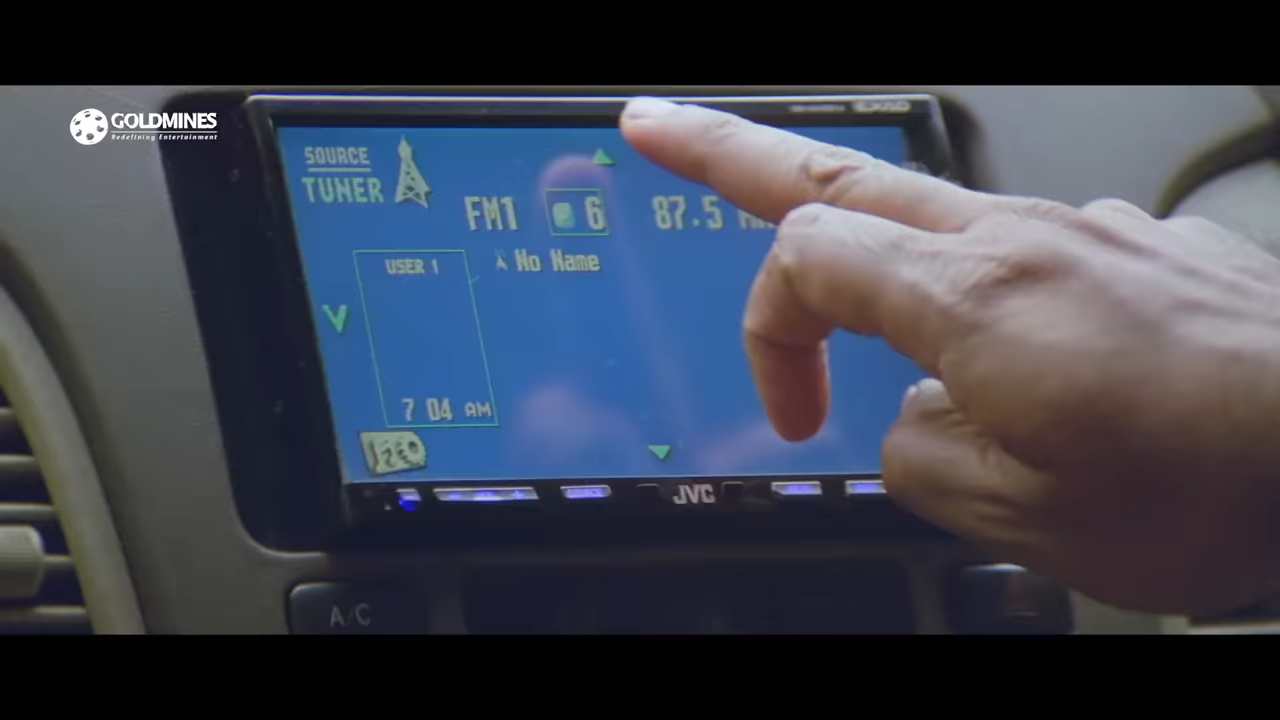 GOLDMINES
Redefining Entertainment
SOURCE
TUNER
FM1
P 6
87.5
No Name
USER 1
7 04 AM
JVC
A/C